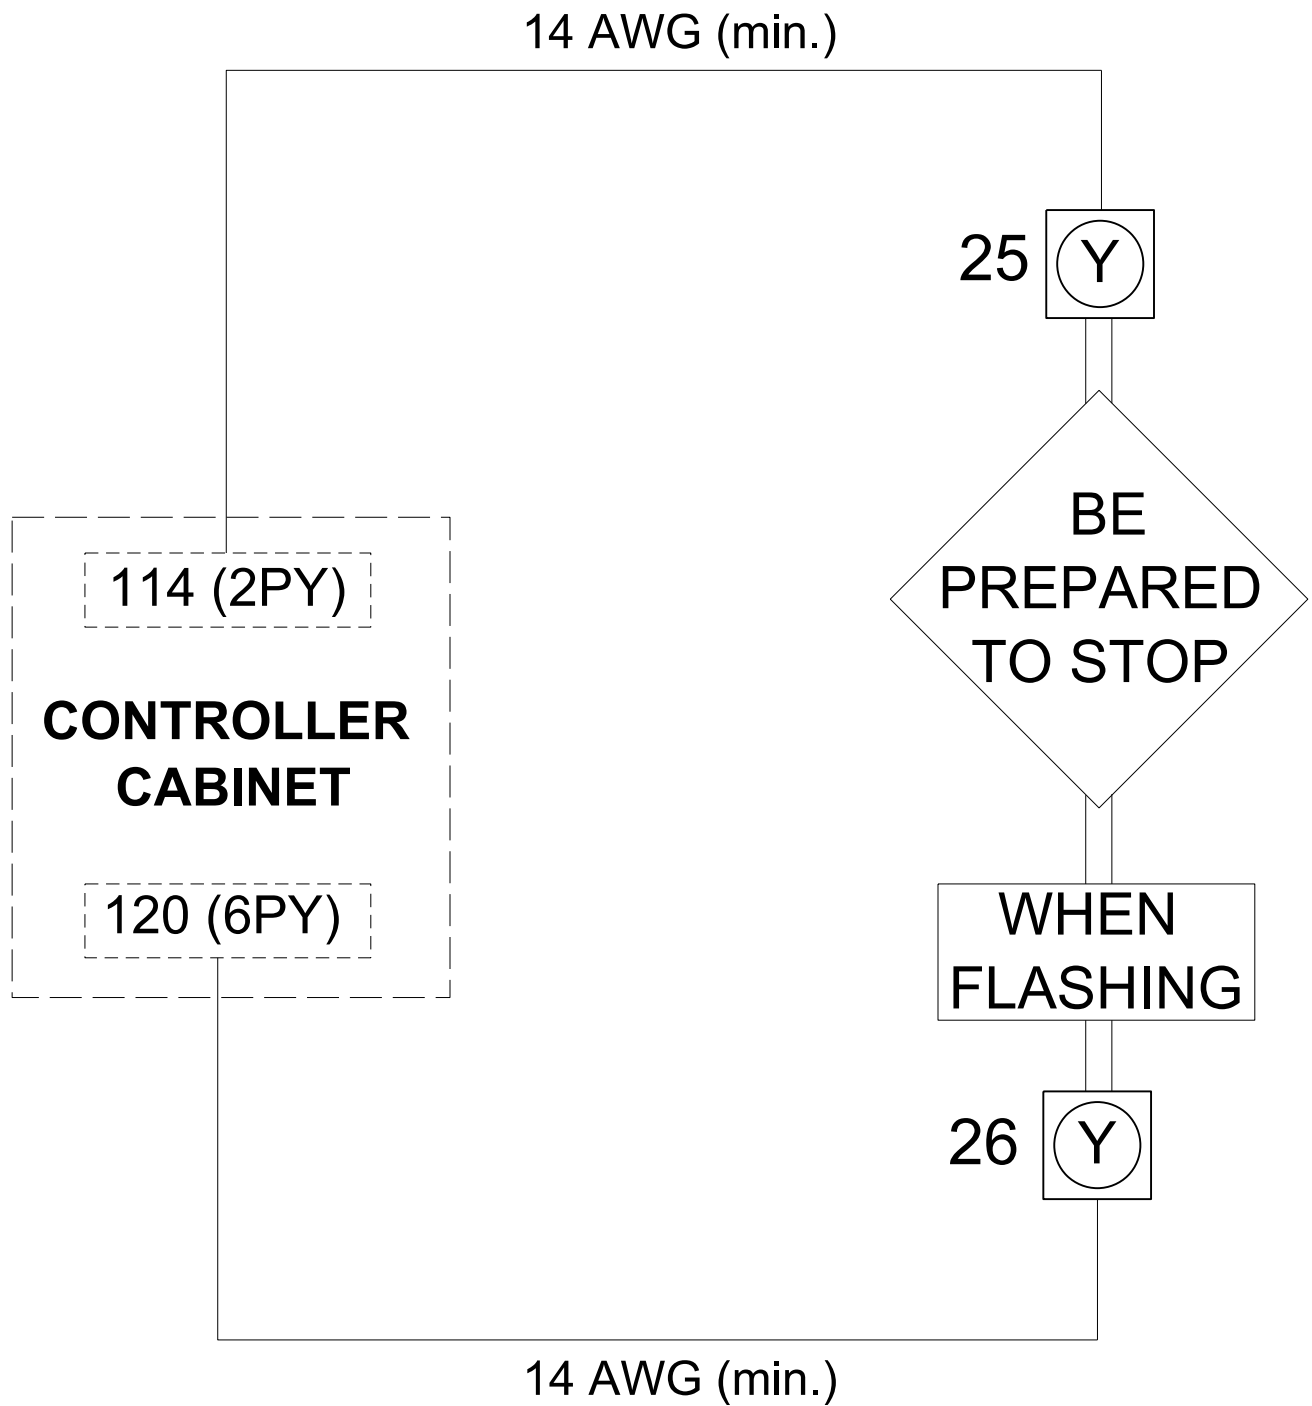 14 AWG (min.)
25
Y
BE
PREPARED
TO STOP
114 (2PY)
CONTROLLER
CABINET
120 (6PY)
WHEN
FLASHING
26
Y
14 AWG (min.)